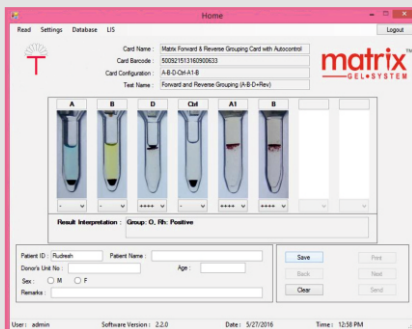 Home
Read Settings Database LIS Logout
Card Name : Matrix Forward & Reverse Grouping Card with Autocontrol
Card Barcode : 500921513160900633
Card Configuration : A-B-D-Ctrl-A1-B
Test Name : Forward and Reverse Grouping (A-B-D+Rev)
matrix
GEL SYSTEM
A B D Ctrl A1 B
- - ++++ - ++++ ++++
Result Interpretation : Group: O, Rh: Positive
Patient ID : Rudresh Patient Name :
Donor's Unit No : Age :
Sex : M F
Remarks :
Save Prev
Back Next
Clear Send
User : admin Software Version : 2.2.0 Date : 5/27/2016 Time : 12:58 PM